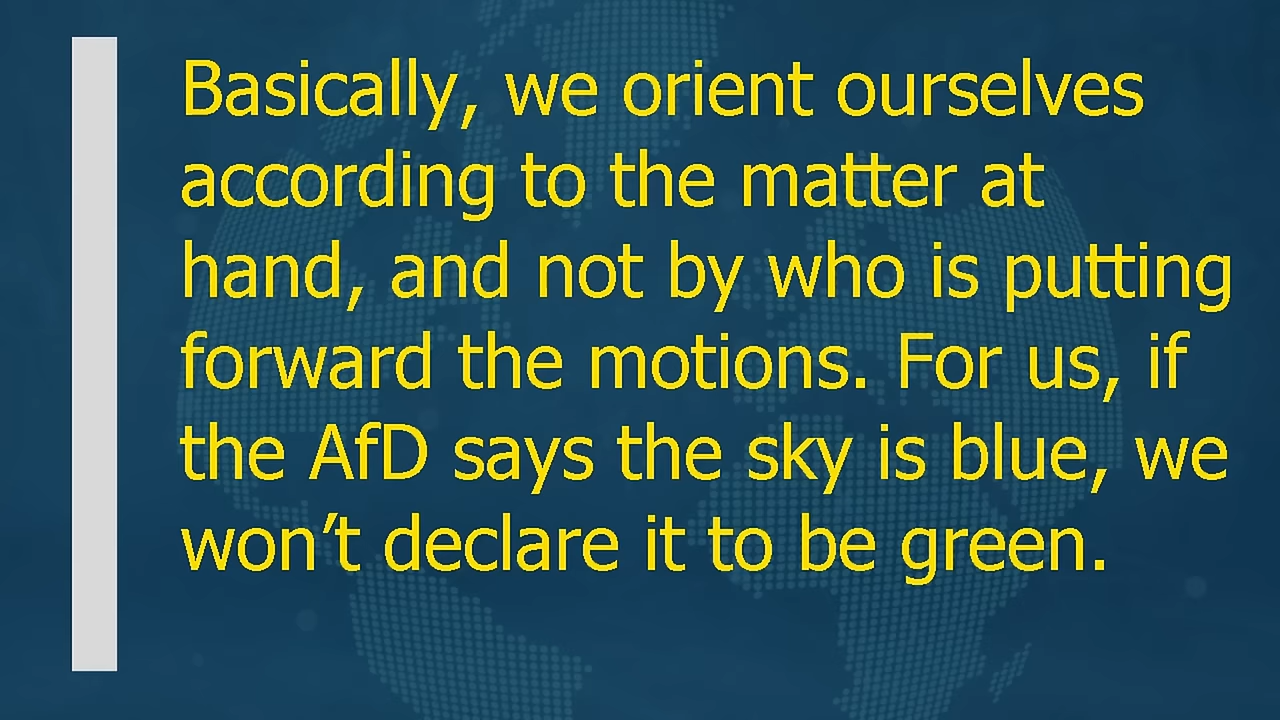 Basically, we orient ourselves
according to the matter at
hand, and not by who is putting
forward the motions. For us, if
the AfD says the sky is blue, we
won’t declare it to be green.